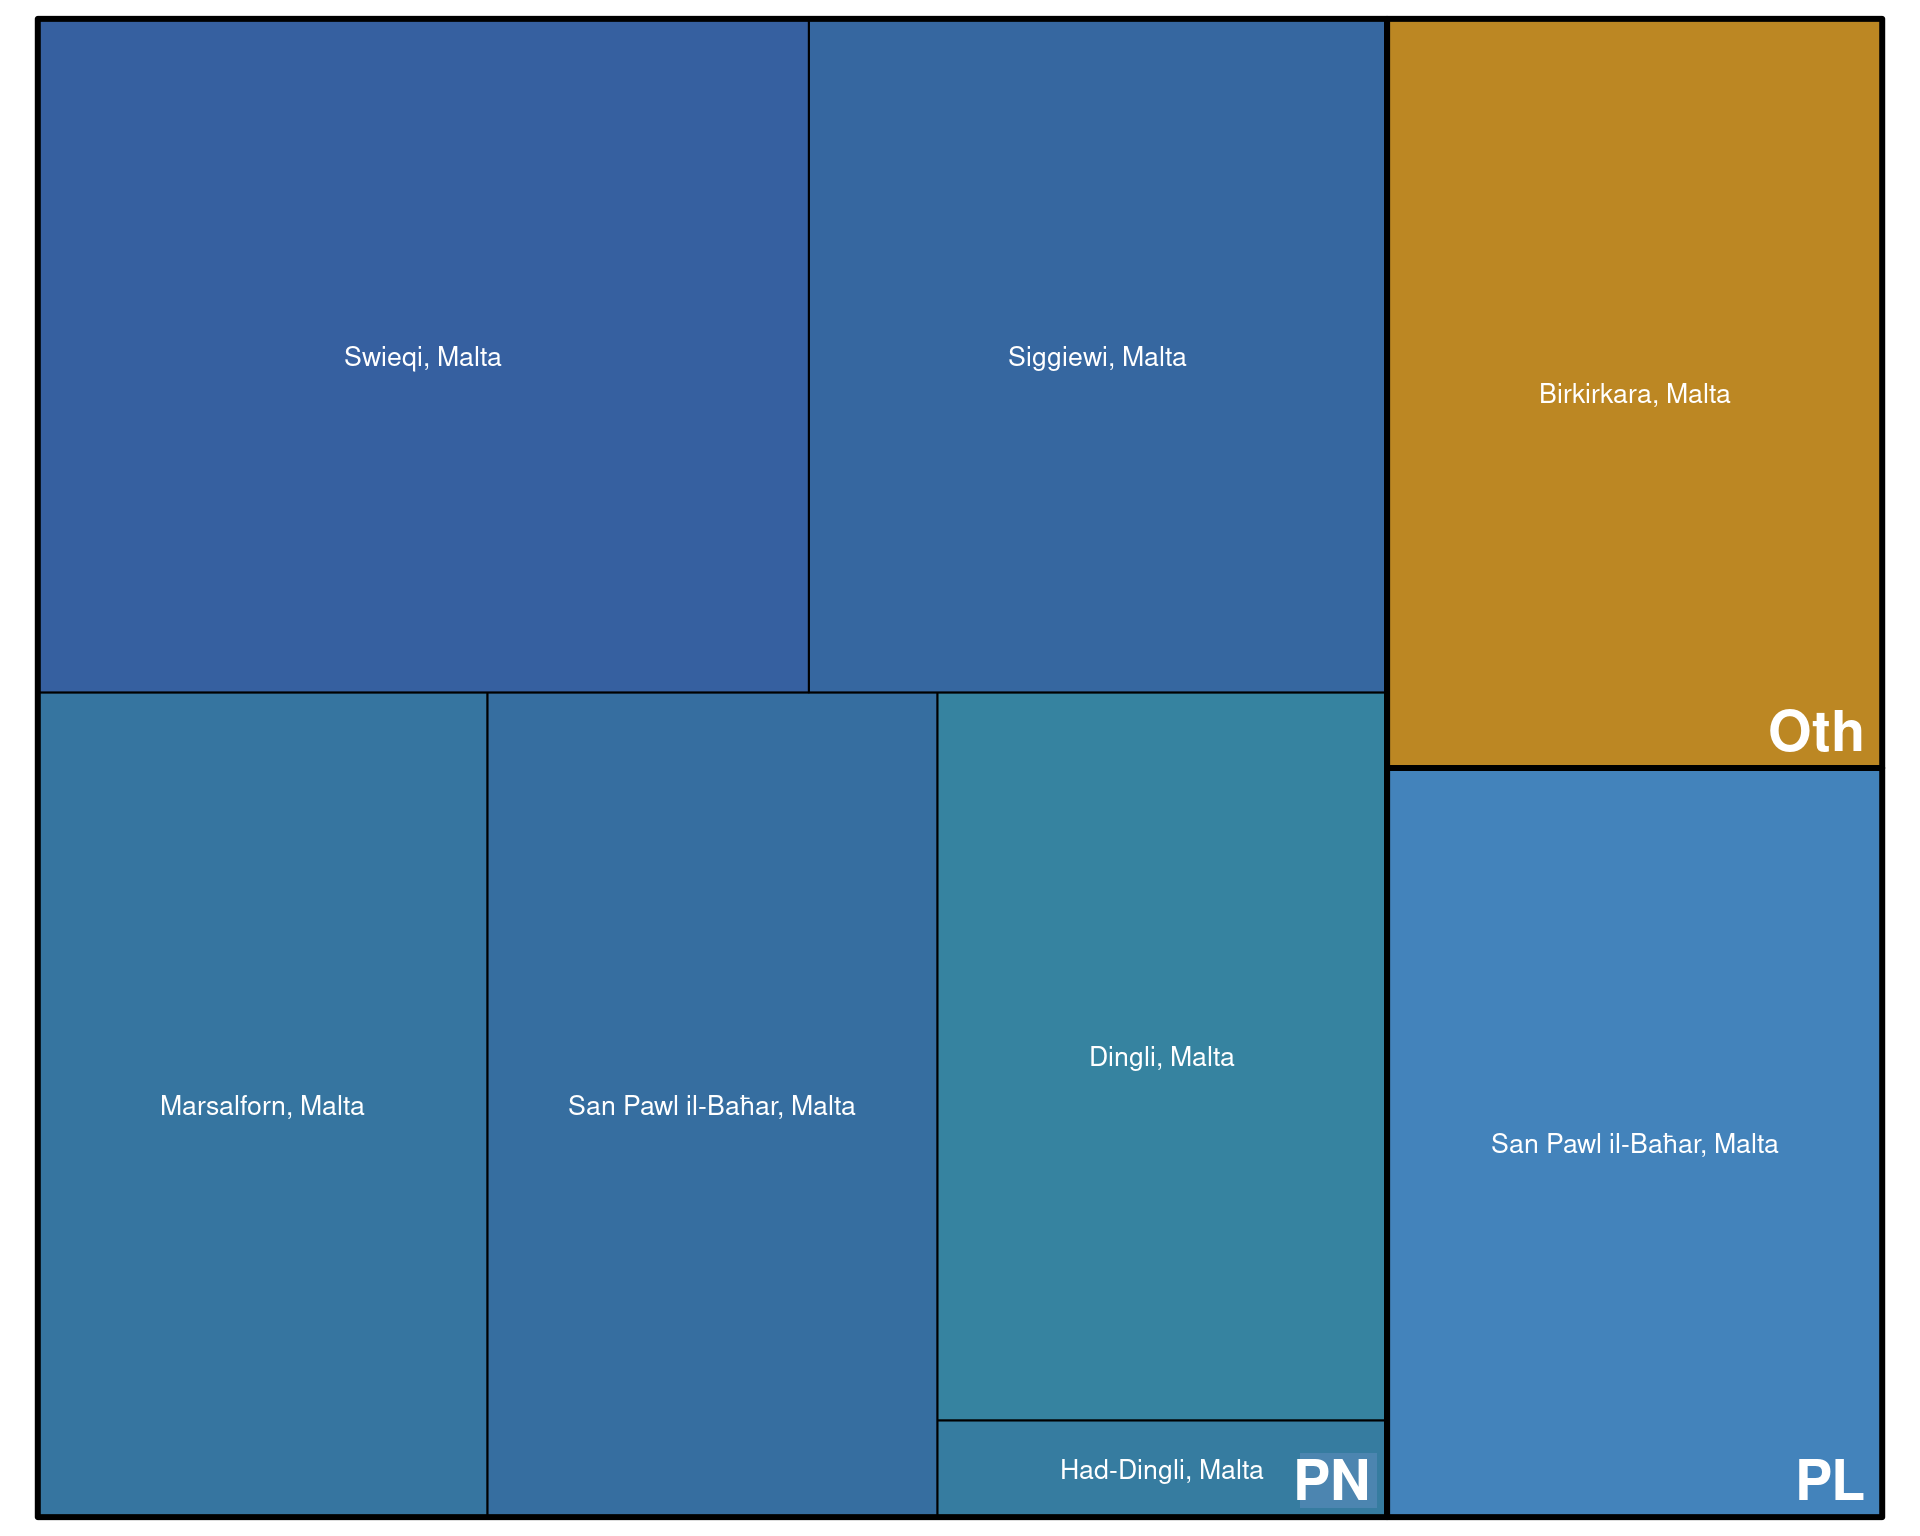 Swieqi, Malta
Siggiewi, Malta
Birkirkara, Malta
Oth
Marsalforn, Malta
San Pawl il-Baħar, Malta
Dingli, Malta
San Pawl il-Baħar, Malta
Had-Dingli, Malta
PN
PL